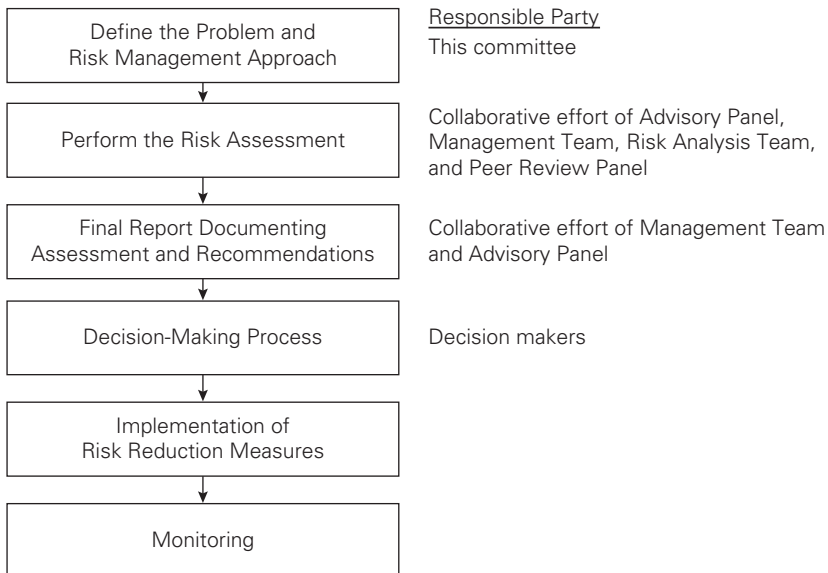 Responsible Party
Define the Problem and
Risk Management Approach
This committee
Perform the Risk Assessment
Collaborative effort of Advisory Panel,
Management Team, Risk Analysis Team,
and Peer Review Panel
Final Report Documenting
Assessment and Recommendations
Collaborative effort of Management Team
and Advisory Panel
Decision-Making Process
Decision makers
Implementation of
Risk Reduction Measures
Monitoring